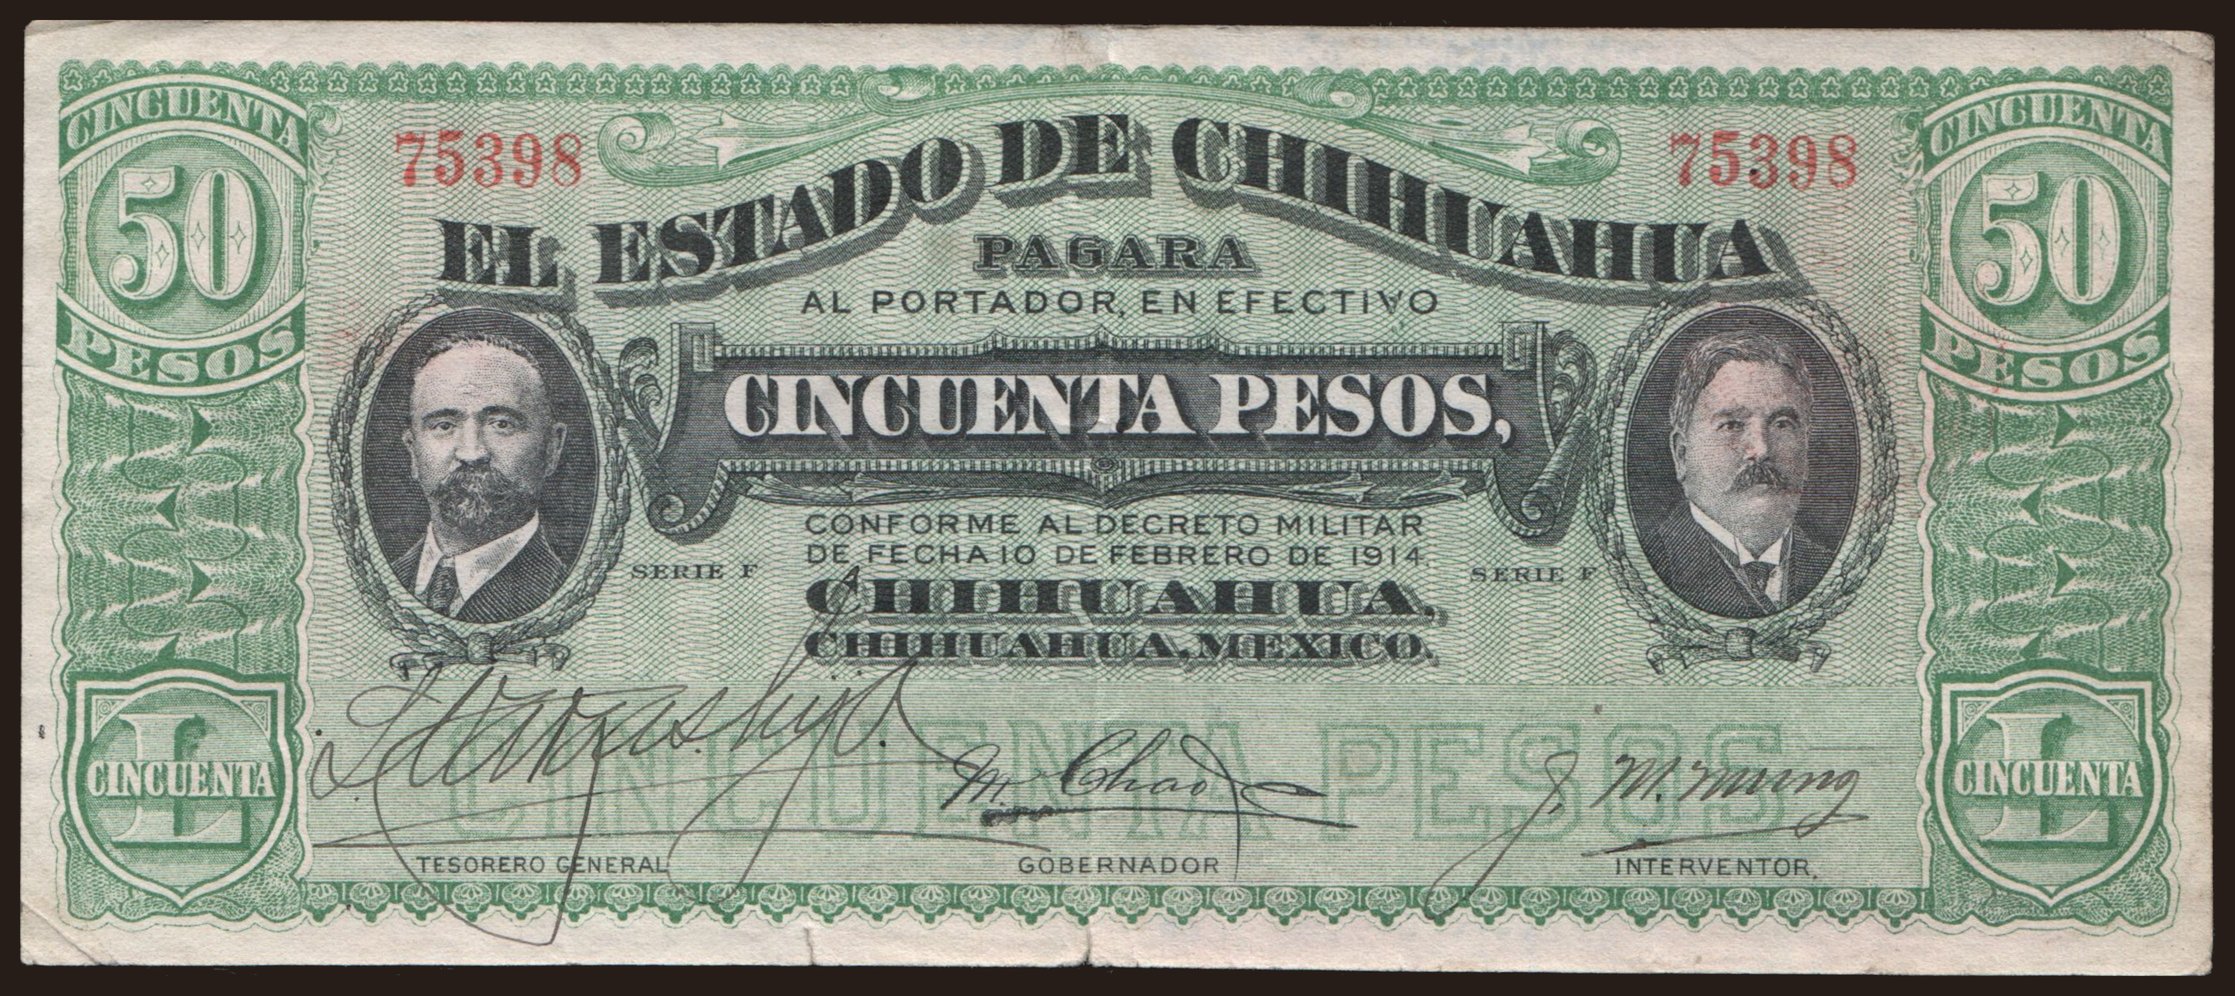 CINCUENTA
50
PESOS
75398
75398
CINCUENTA
50
PESOS
EL ESTADO DE CHIHUAHUA
PAGARA
AL PORTADOR, EN EFECTIVO
CINCUENTA PESOS,
CONFORME AL DECRETO MILITAR
DE FECHA 10 DE FEBRERO DE 1914
SERIE F
SERIE F
CHIHUAHUA,
CHIHUAHUA, MEXICO.
CINCUENTA PESOS
L
CINCUENTA
M. Chao
L
CINCUENTA
TESORERO GENERAL
GOBERNADOR
INTERVENTOR.